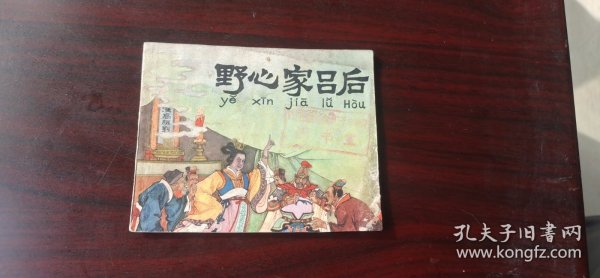 野心家吕后
yě xīn jiā lǚ Hòu
孔夫子旧书网
www.kongfz.com